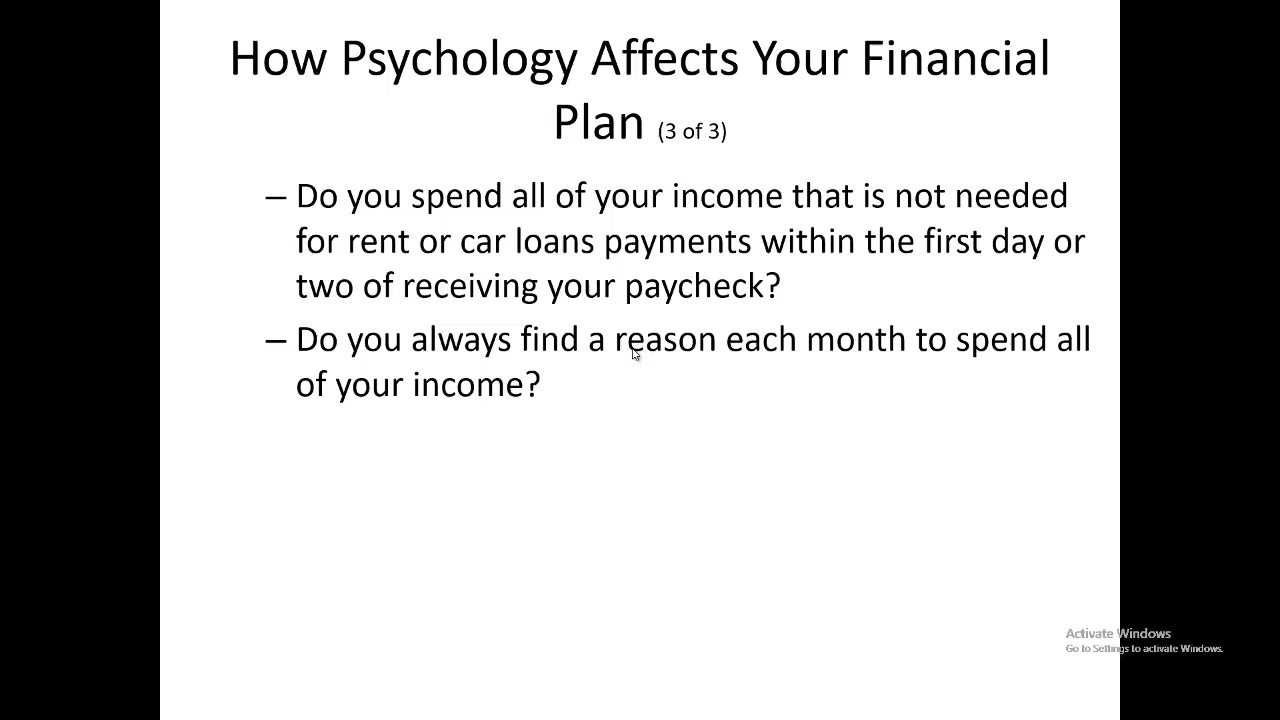 How Psychology Affects Your Financial
Plan (3 of 3)
– Do you spend all of your income that is not needed
for rent or car loans payments within the first day or
two of receiving your paycheck?
– Do you always find a reason each month to spend all
of your income?
Activate Windows
Go to Settings to activate Windows.